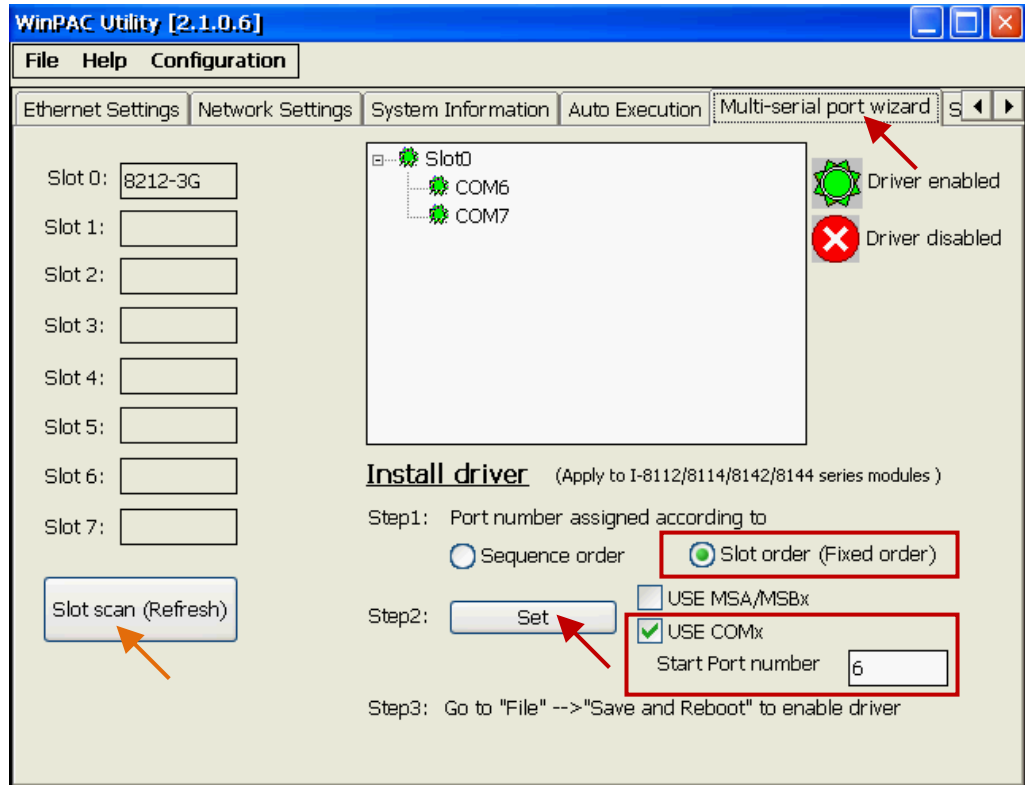 WinPAC Utility [2.1.0.6]
File Help Configuration
Ethernet Settings Network Settings System Information Auto Execution Multi-serial port wizard S
Slot 0: 8212-3G
Slot 1:
Slot 2:
Slot 3:
Slot 4:
Slot 5:
Slot 6:
Slot 7:
Slot scan (Refresh)
Slot0
COM6
COM7
Driver enabled
Driver disabled
Install driver (Apply to I-8112/8114/8142/8144 series modules )
Step1: Port number assigned according to
Sequence order Slot order (Fixed order)
Step2: Set
USE MSA/MSBx
USE COMx
Start Port number 6
Step3: Go to "File" -->"Save and Reboot" to enable driver